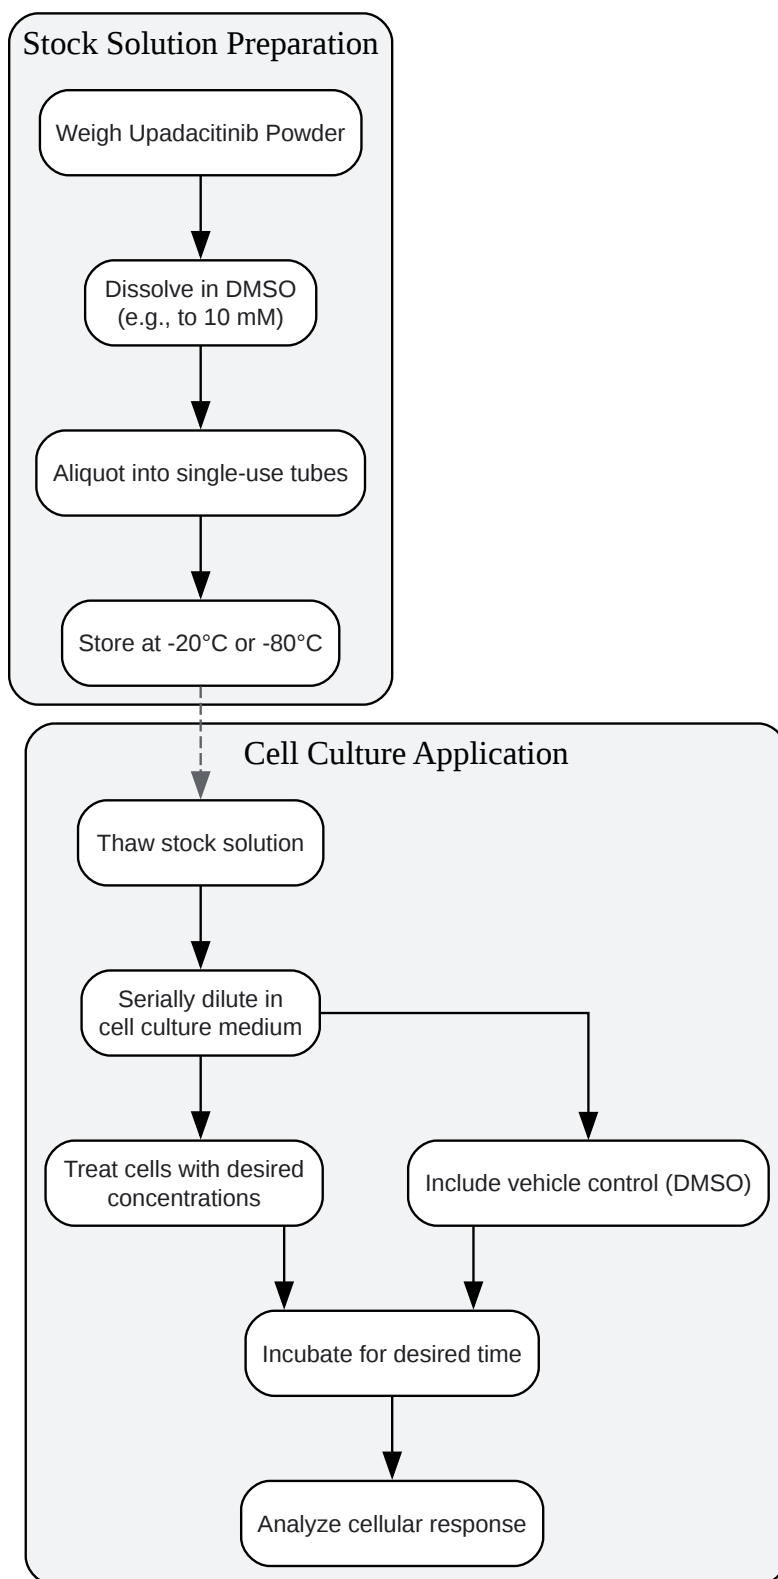 Stock Solution Preparation
Weigh Upadacitinib Powder
Dissolve in DMSO
(e.g., to 10 mM)
Aliquot into single-use tubes
Store at -20°C or -80°C
Cell Culture Application
Thaw stock solution
Serially dilute in
cell culture medium
Treat cells with desired
concentrations
Include vehicle control (DMSO)
Incubate for desired time
Analyze cellular response